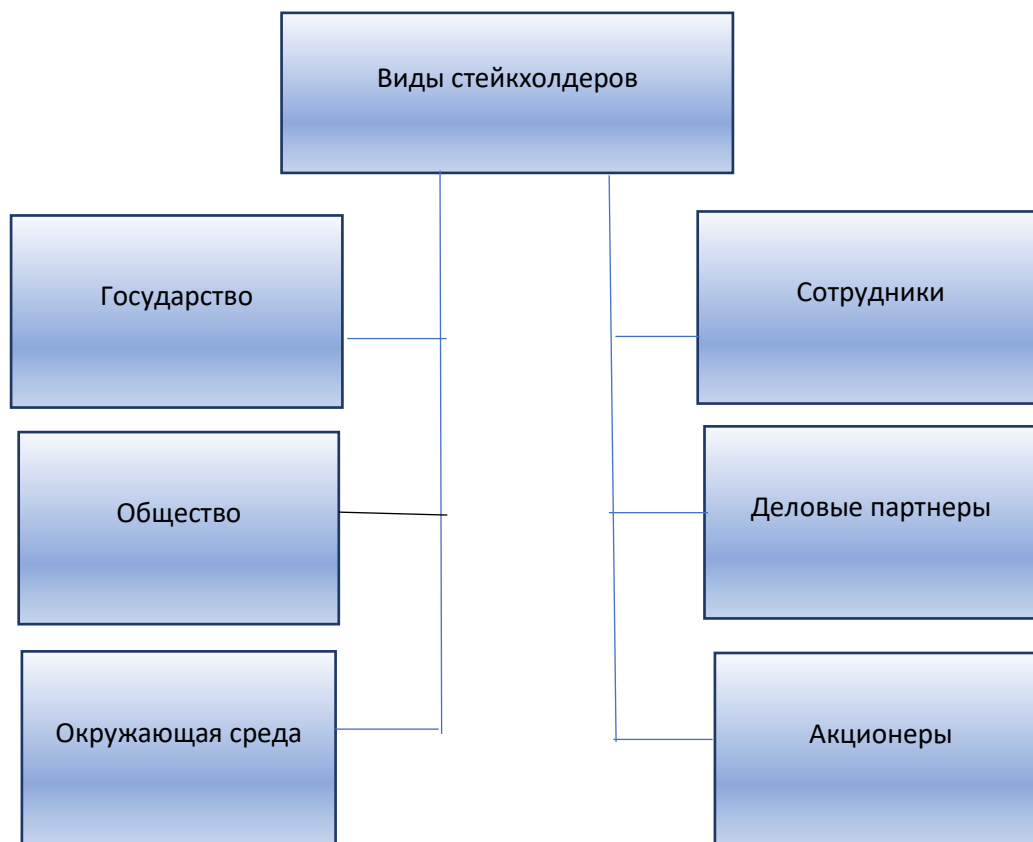 Виды стейкхолдеров
Государство
Сотрудники
Общество
Деловые партнеры
Окружающая среда
Акционеры